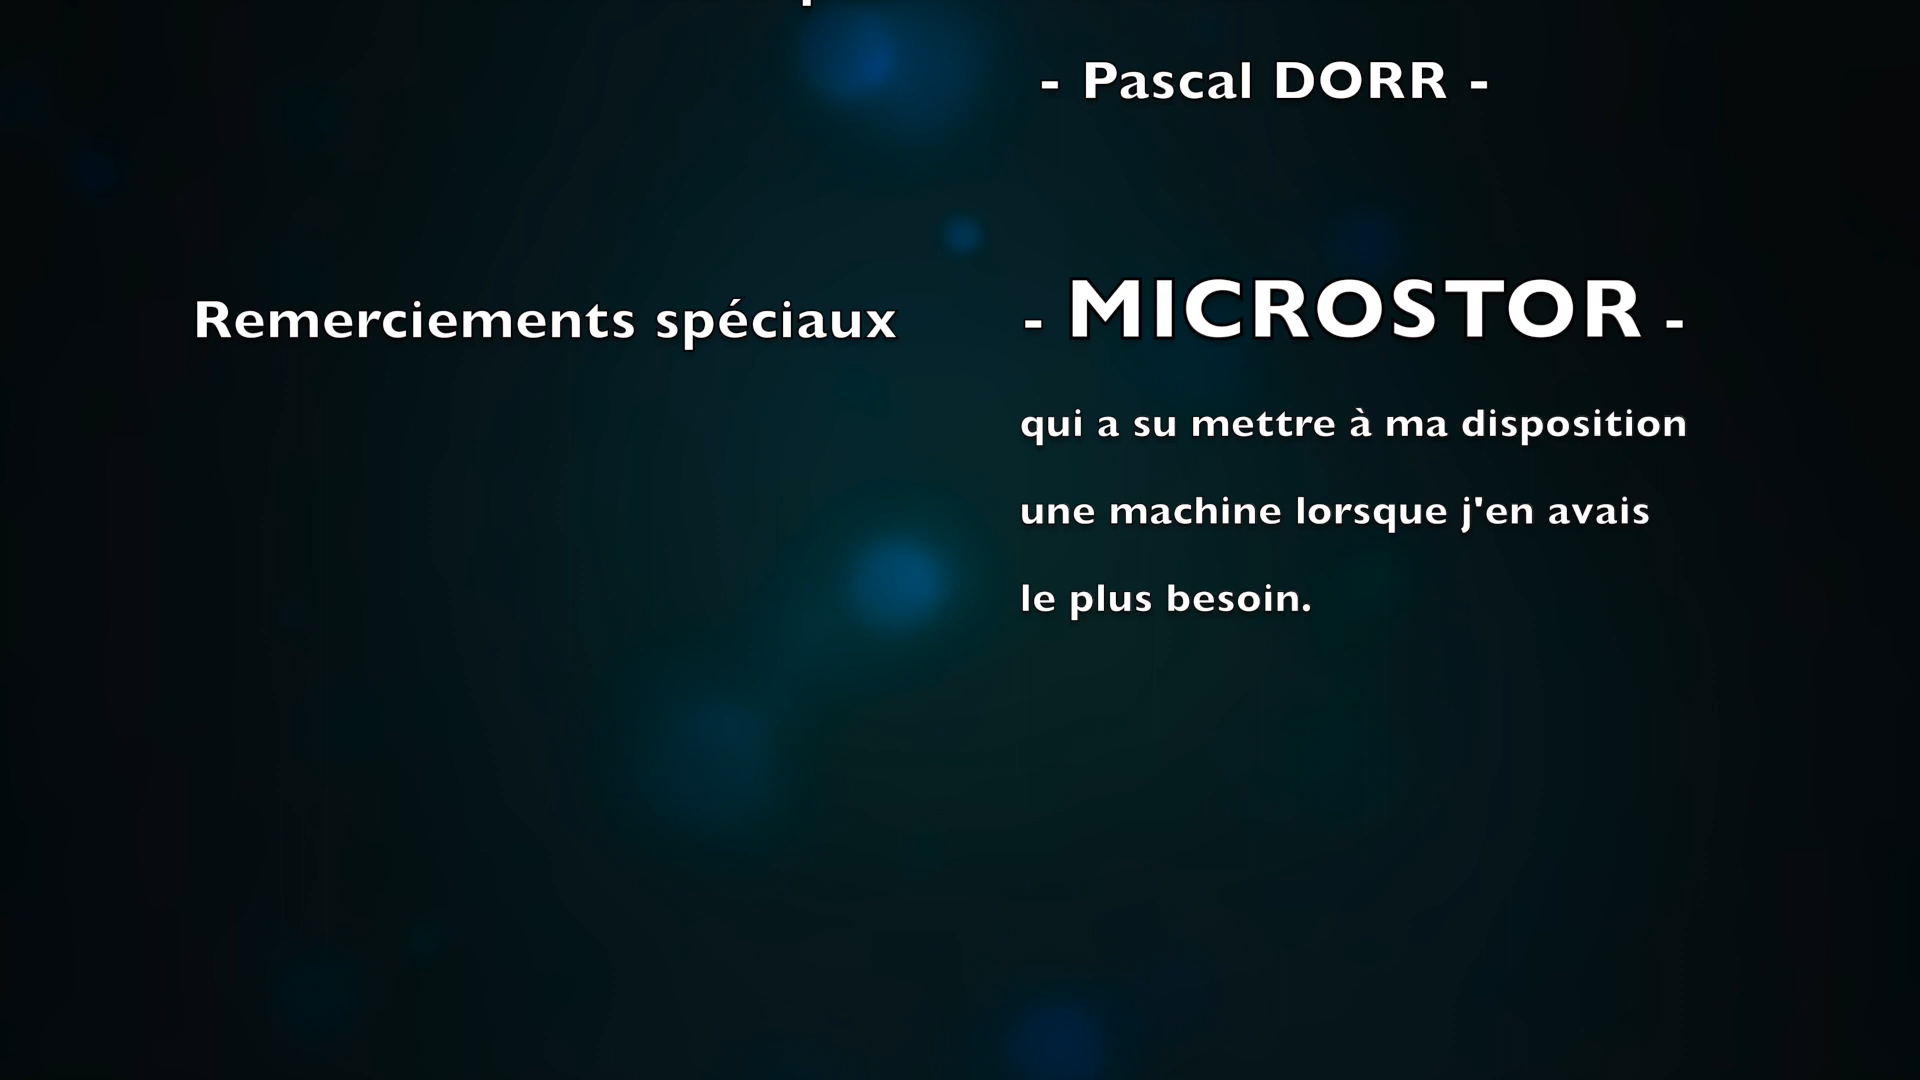 - Pascal DORR -
Remerciements spéciaux - MICROSTOR -
qui a su mettre à ma disposition
une machine lorsque j'en avais
le plus besoin.